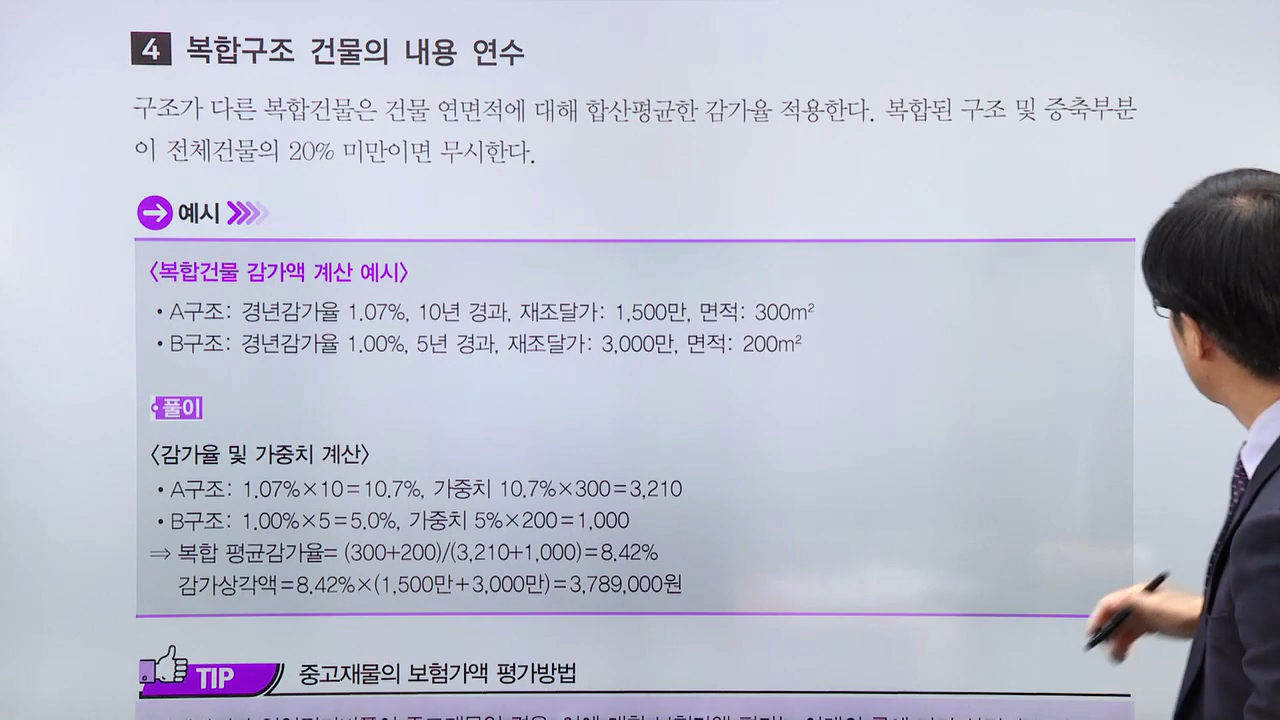 4 복합구조 건물의 내용 연수
구조가 다른 복합건물은 건물 연면적에 대해 합산평균한 감가율 적용한다. 복합된 구조 및 증축부분
이 전체건물의 20% 미만이면 무시한다.
예시
〈복합건물 감가액 계산 예시〉
• A구조: 경년감가율 1.07%, 10년 경과, 재조달가: 1,500만, 면적: 300m²
• B구조: 경년감가율 1.00%, 5년 경과, 재조달가: 3,000만, 면적: 200m²
풀이
〈감가율 및 가중치 계산〉
• A구조: 1.07%×10=10.7%, 가중치 10.7%×300=3,210
• B구조: 1.00%×5=5.0%, 가중치 5%×200=1,000
⇒ 복합 평균감가율= (300+200)/(3,210+1,000)=8.42%
감가상각액=8.42%×(1,500만+3,000만)=3,789,000원
TIP 중고재물의 보험가액 평가방법